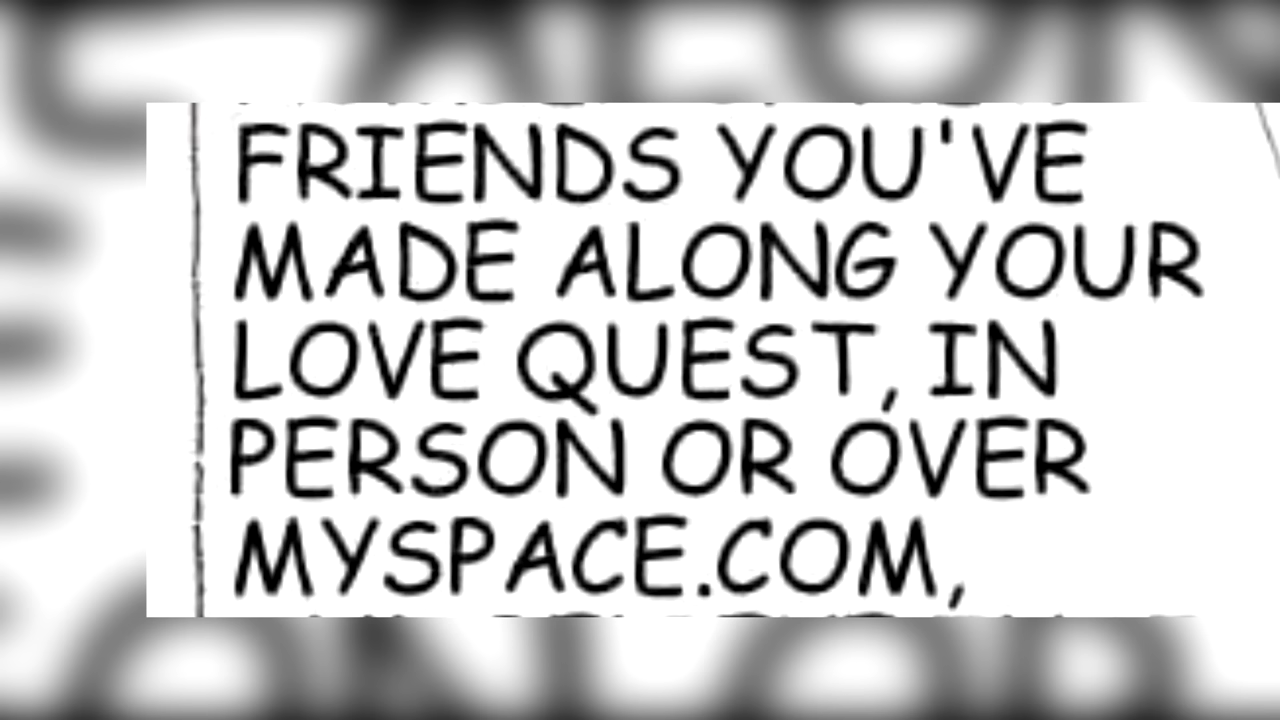 FRIENDS YOU'VE
MADE ALONG YOUR
LOVE QUEST, IN
PERSON OR OVER
MYSPACE.COM,